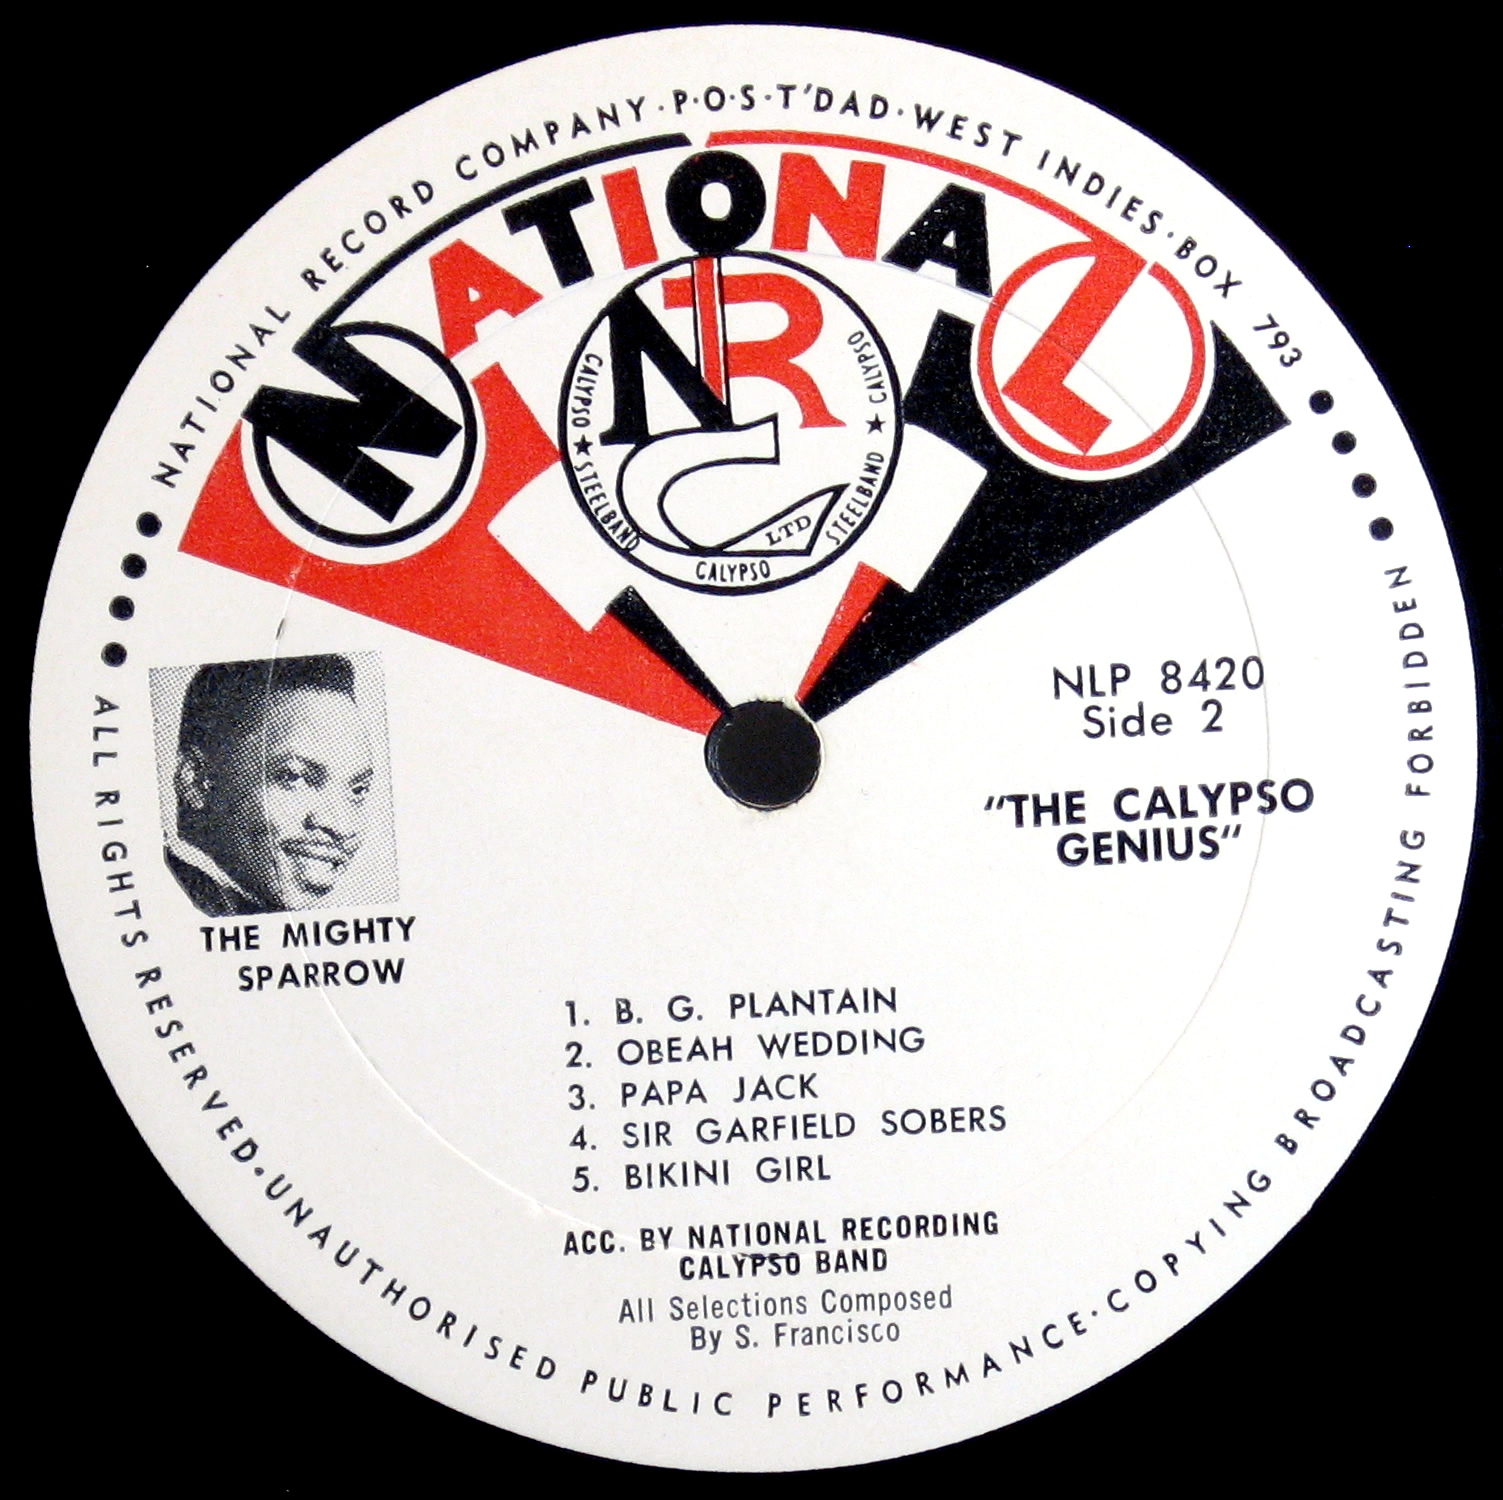 NATIONAL RECORD COMPANY · P·O·S · T'DAD · WEST INDIES · BOX 793
NATIONAL
NR
C
LTD
CALYPSO ★ STEELBAND
CALYPSO
STEELBAND ★ CALYPSO
NLP 8420
Side 2
"THE CALYPSO
GENIUS"
THE MIGHTY
SPARROW
1. B. G. PLANTAIN
2. OBEAH WEDDING
3. PAPA JACK
4. SIR GARFIELD SOBERS
5. BIKINI GIRL
ACC. BY NATIONAL RECORDING
CALYPSO BAND
All Selections Composed
By S. Francisco
ALL RIGHTS RESERVED · UNAUTHORISED PUBLIC PERFORMANCE · COPYING BROADCASTING FORBIDDEN